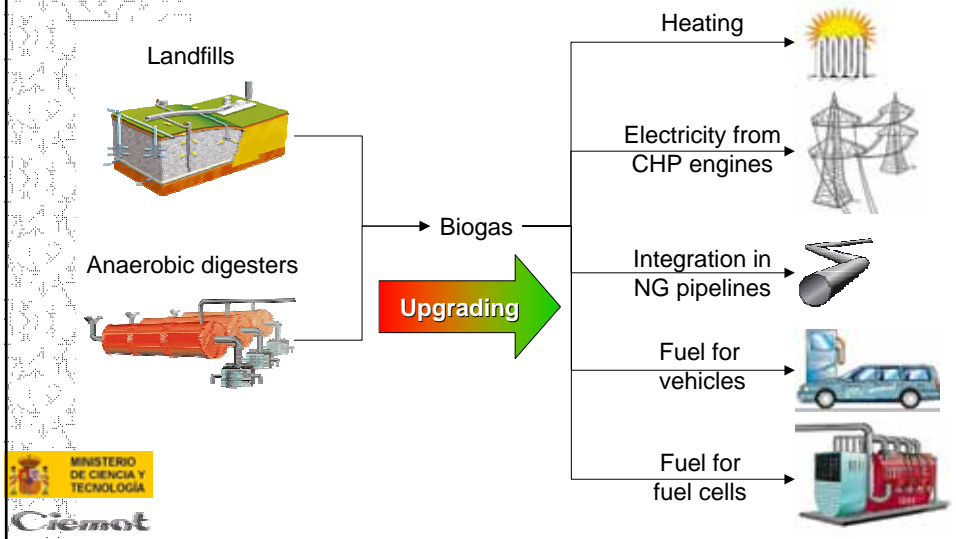 Landfills
Anaerobic digesters
Biogas
Upgrading
Heating
Electricity from
CHP engines
Integration in
NG pipelines
Fuel for
vehicles
Fuel for
fuel cells
MINISTERIO
DE CIENCIA Y
TECNOLOGÍA
Ciemat